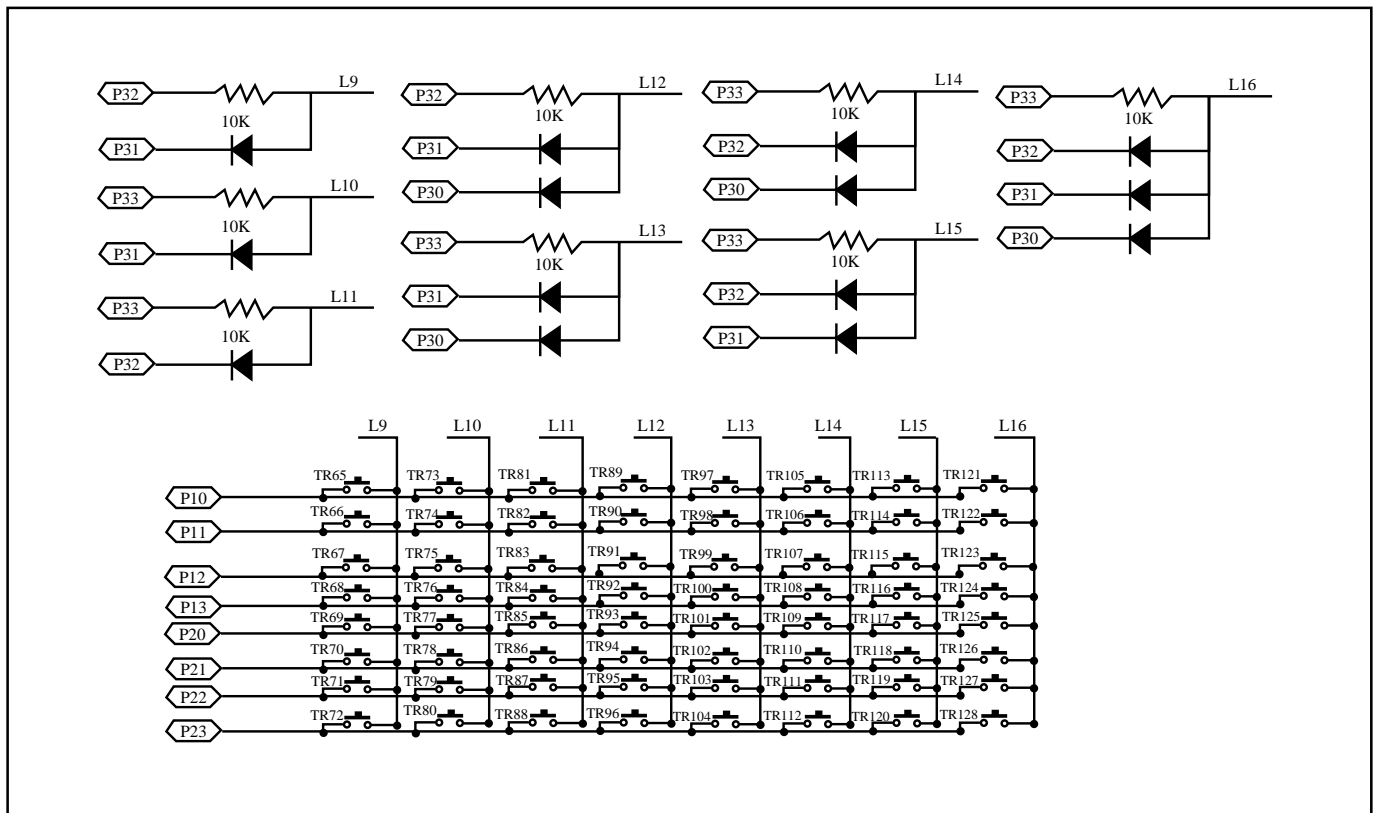 P32 L9
10K
P31
P33 L10
10K
P31
P33 L11
10K
P32
P32 L12
10K
P31
P30
P33 L13
10K
P31
P30
P33 L14
10K
P32
P30
P33 L15
10K
P32
P31
P33 L16
10K
P32
P31
P30
L9 L10 L11 L12 L13 L14 L15 L16
P10 TR65 TR73 TR81 TR89 TR97 TR105 TR113 TR121
P11 TR66 TR74 TR82 TR90 TR98 TR106 TR114 TR122
P12 TR67 TR75 TR83 TR91 TR99 TR107 TR115 TR123
P13 TR68 TR76 TR84 TR92 TR100 TR108 TR116 TR124
P20 TR69 TR77 TR85 TR93 TR101 TR109 TR117 TR125
P21 TR70 TR78 TR86 TR94 TR102 TR110 TR118 TR126
P22 TR71 TR79 TR87 TR95 TR103 TR111 TR119 TR127
P23 TR72 TR80 TR88 TR96 TR104 TR112 TR120 TR128